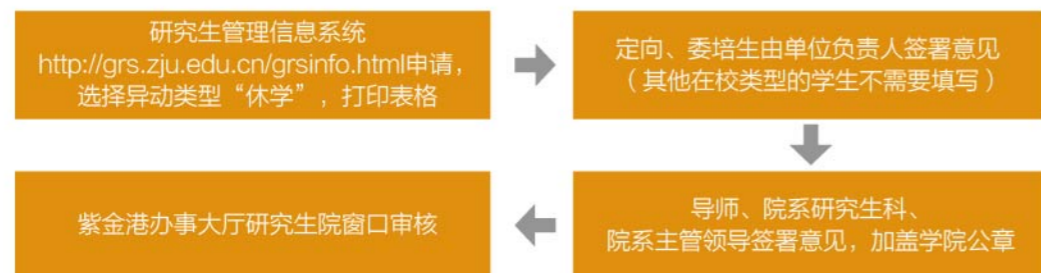 研究生管理信息系统
http://grs.zju.edu.cn/grsinfo.html申请，
选择异动类型“休学”，打印表格
定向、委培生由单位负责人签署意见
（其他在校类型的学生不需要填写）
导师、院系研究生科、
院系主管领导签署意见，加盖学院公章
紫金港办事大厅研究生院窗口审核